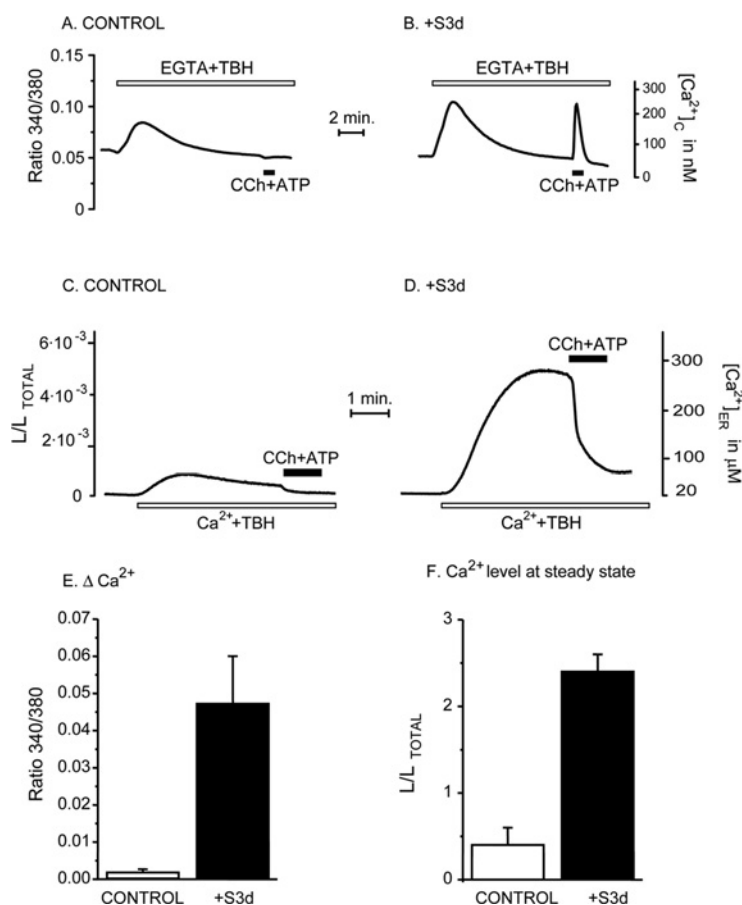 A. CONTROL
B. +S3d
0.15
0.10
0.05
0
Ratio 340/380
EGTA+TBH
CCh+ATP
2 min.
EGTA+TBH
CCh+ATP
300
200
100
0
[Ca²⁺]C in nM
C. CONTROL
D. +S3d
6·10⁻³
4·10⁻³
2·10⁻³
0
L/L TOTAL
CCh+ATP
Ca²⁺+TBH
1 min.
CCh+ATP
Ca²⁺+TBH
300
200
100
20
[Ca²⁺]ER in µM
E. Δ Ca²⁺
0.07
0.06
0.05
0.04
0.03
0.02
0.01
0.00
Ratio 340/380
CONTROL
+S3d
F. Ca²⁺ level at steady state
3
2
1
0
L/L TOTAL
CONTROL
+S3d